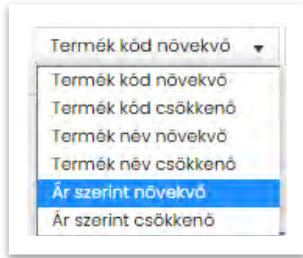 Termék kód növekvő
Termék kód növekvő
Termék kód csökkenő
Termék név növekvő
Termék név csökkenő
Ár szerint növekvő
Ár szerint csökkenő